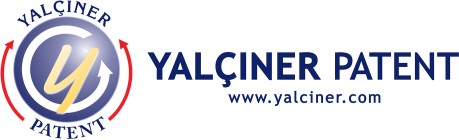 YALÇINER
y
PATENT
YALÇINER PATENT
www.yalciner.com